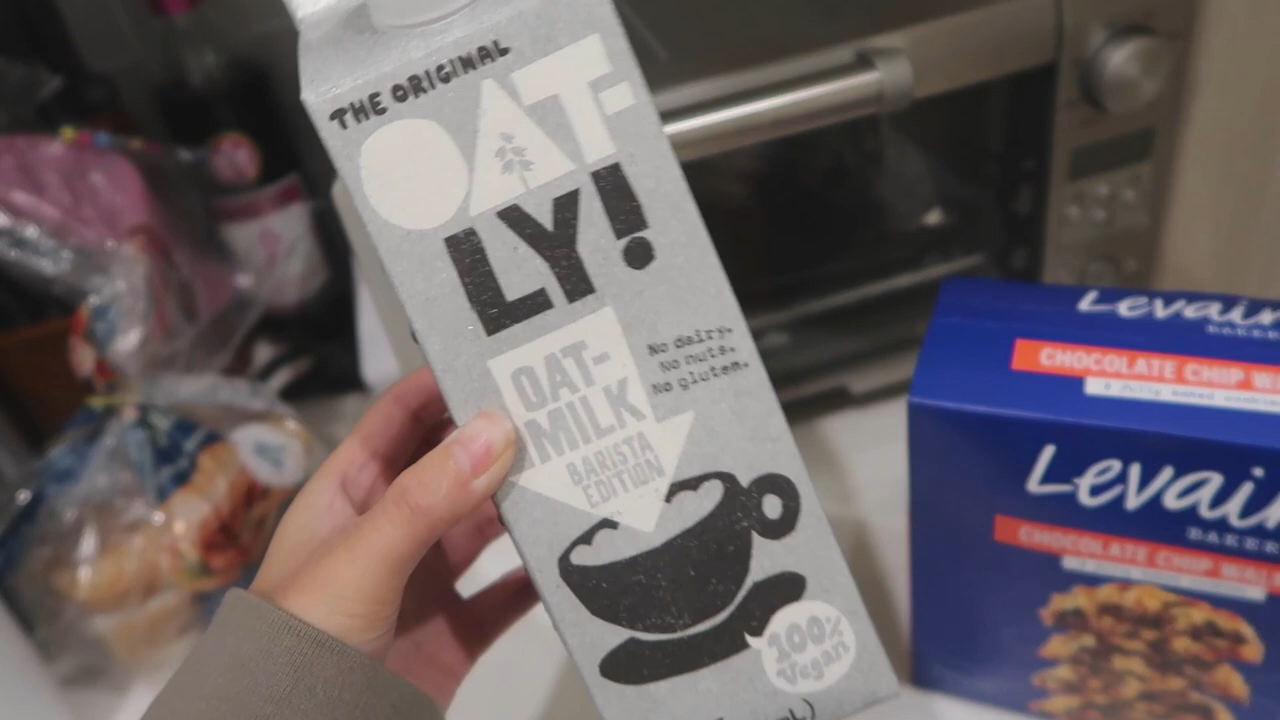 THE ORIGINAL
OAT-
LY!
OAT-
MILK
BARISTA
EDITION
No dairy.
No nuts.
No gluten.
100%
Vegan
Levain
BAKERY
CHOCOLATE CHIP
Levain
BAKERY
CHOCOLATE CHIP